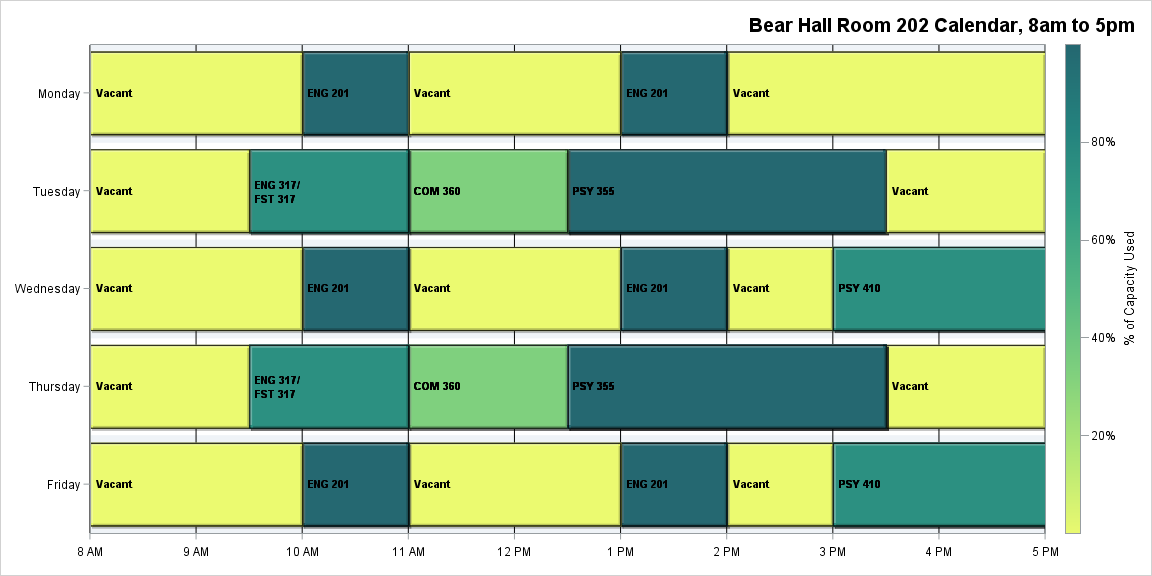 Bear Hall Room 202 Calendar, 8am to 5pm
Monday
Vacant
ENG 201
Vacant
ENG 201
Vacant
Tuesday
Vacant
ENG 317/
FST 317
COM 360
PSY 355
Vacant
Wednesday
Vacant
ENG 201
Vacant
ENG 201
Vacant
PSY 410
Thursday
Vacant
ENG 317/
FST 317
COM 360
PSY 355
Vacant
Friday
Vacant
ENG 201
Vacant
ENG 201
Vacant
PSY 410
8 AM
9 AM
10 AM
11 AM
12 PM
1 PM
2 PM
3 PM
4 PM
5 PM
80%
60%
40%
20%
% of Capacity Used